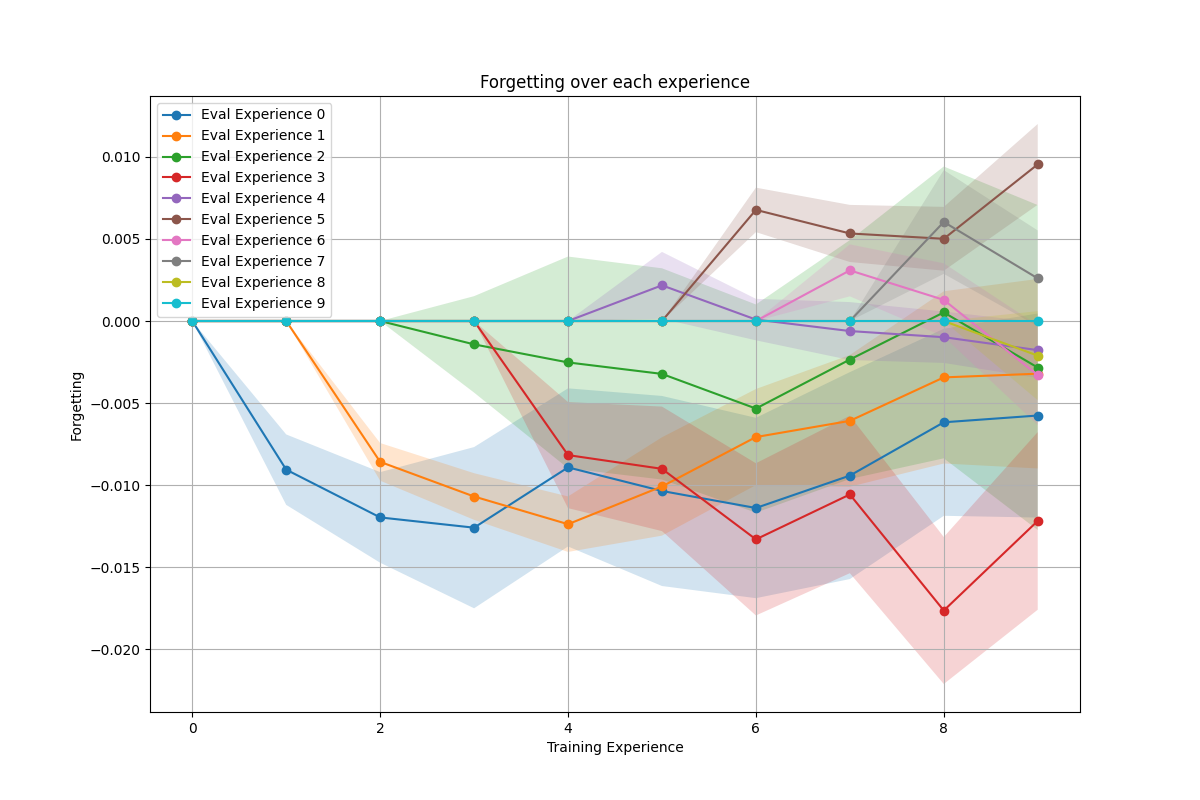 Forgetting over each experience
Eval Experience 0
Eval Experience 1
Eval Experience 2
Eval Experience 3
Eval Experience 4
Eval Experience 5
Eval Experience 6
Eval Experience 7
Eval Experience 8
Eval Experience 9
0.010
0.005
0.000
−0.005
−0.010
−0.015
−0.020
Forgetting
0 2 4 6 8
Training Experience